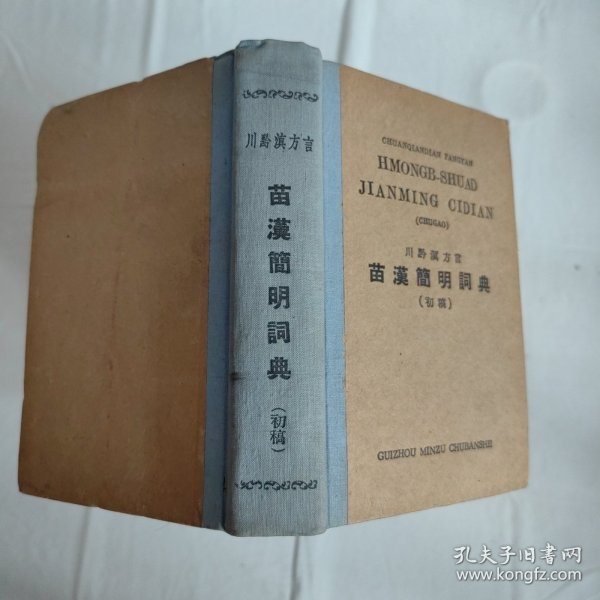 川黔滇方言
苗漢簡明詞典
(初稿)
CHUANQIANDIAN FANGYAN
HMONGB-SHUAD
JIANMING CIDIAN
(CHUGAO)
川黔滇方言
苗漢簡明詞典
(初稿)
GUIZHOU MINZU CHUBANSHE
孔夫子旧书网
www.kongfz.com